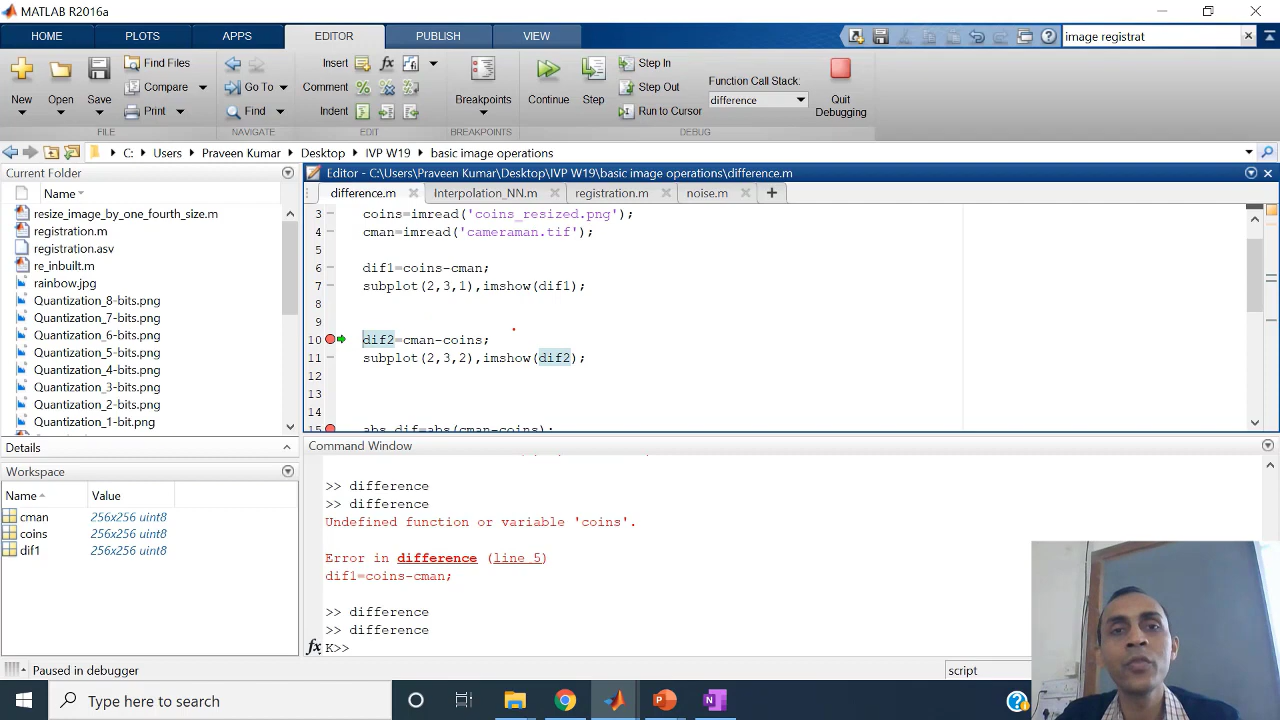 MATLAB R2016a
HOME PLOTS APPS EDITOR PUBLISH VIEW
image registrat
New Open Save Find Files Compare Print
Go To Find
Insert fx Comment Indent
Breakpoints
Continue Step Step In Step Out Run to Cursor
Function Call Stack:
difference
Quit Debugging
FILE NAVIGATE EDIT BREAKPOINTS DEBUG
C: Users Praveen Kumar Desktop IVP W19 basic image operations
Current Folder
Name
resize_image_by_one_fourth_size.m
registration.m
registration.asv
re_inbuilt.m
rainbow.jpg
Quantization_8-bits.png
Quantization_7-bits.png
Quantization_6-bits.png
Quantization_5-bits.png
Quantization_4-bits.png
Quantization_3-bits.png
Quantization_2-bits.png
Quantization_1-bit.png
Details
Workspace
Name Value
cman 256x256 uint8
coins 256x256 uint8
dif1 256x256 uint8
Editor - C:\Users\Praveen Kumar\Desktop\IVP W19\basic image operations\difference.m
difference.m Interpolation_NN.m registration.m noise.m
3 coins=imread('coins_resized.png');
4 cman=imread('cameraman.tif');
5
6 dif1=coins-cman;
7 subplot(2,3,1),imshow(dif1);
8
9
10 dif2=cman-coins;
11 subplot(2,3,2),imshow(dif2);
12
13
14
15 abs_dif=abs(cman-coins);
Command Window
>> difference
>> difference
Undefined function or variable 'coins'.
Error in difference (line 5)
dif1=coins-cman;
>> difference
>> difference
fx K>>
Paused in debugger
script
Type here to search